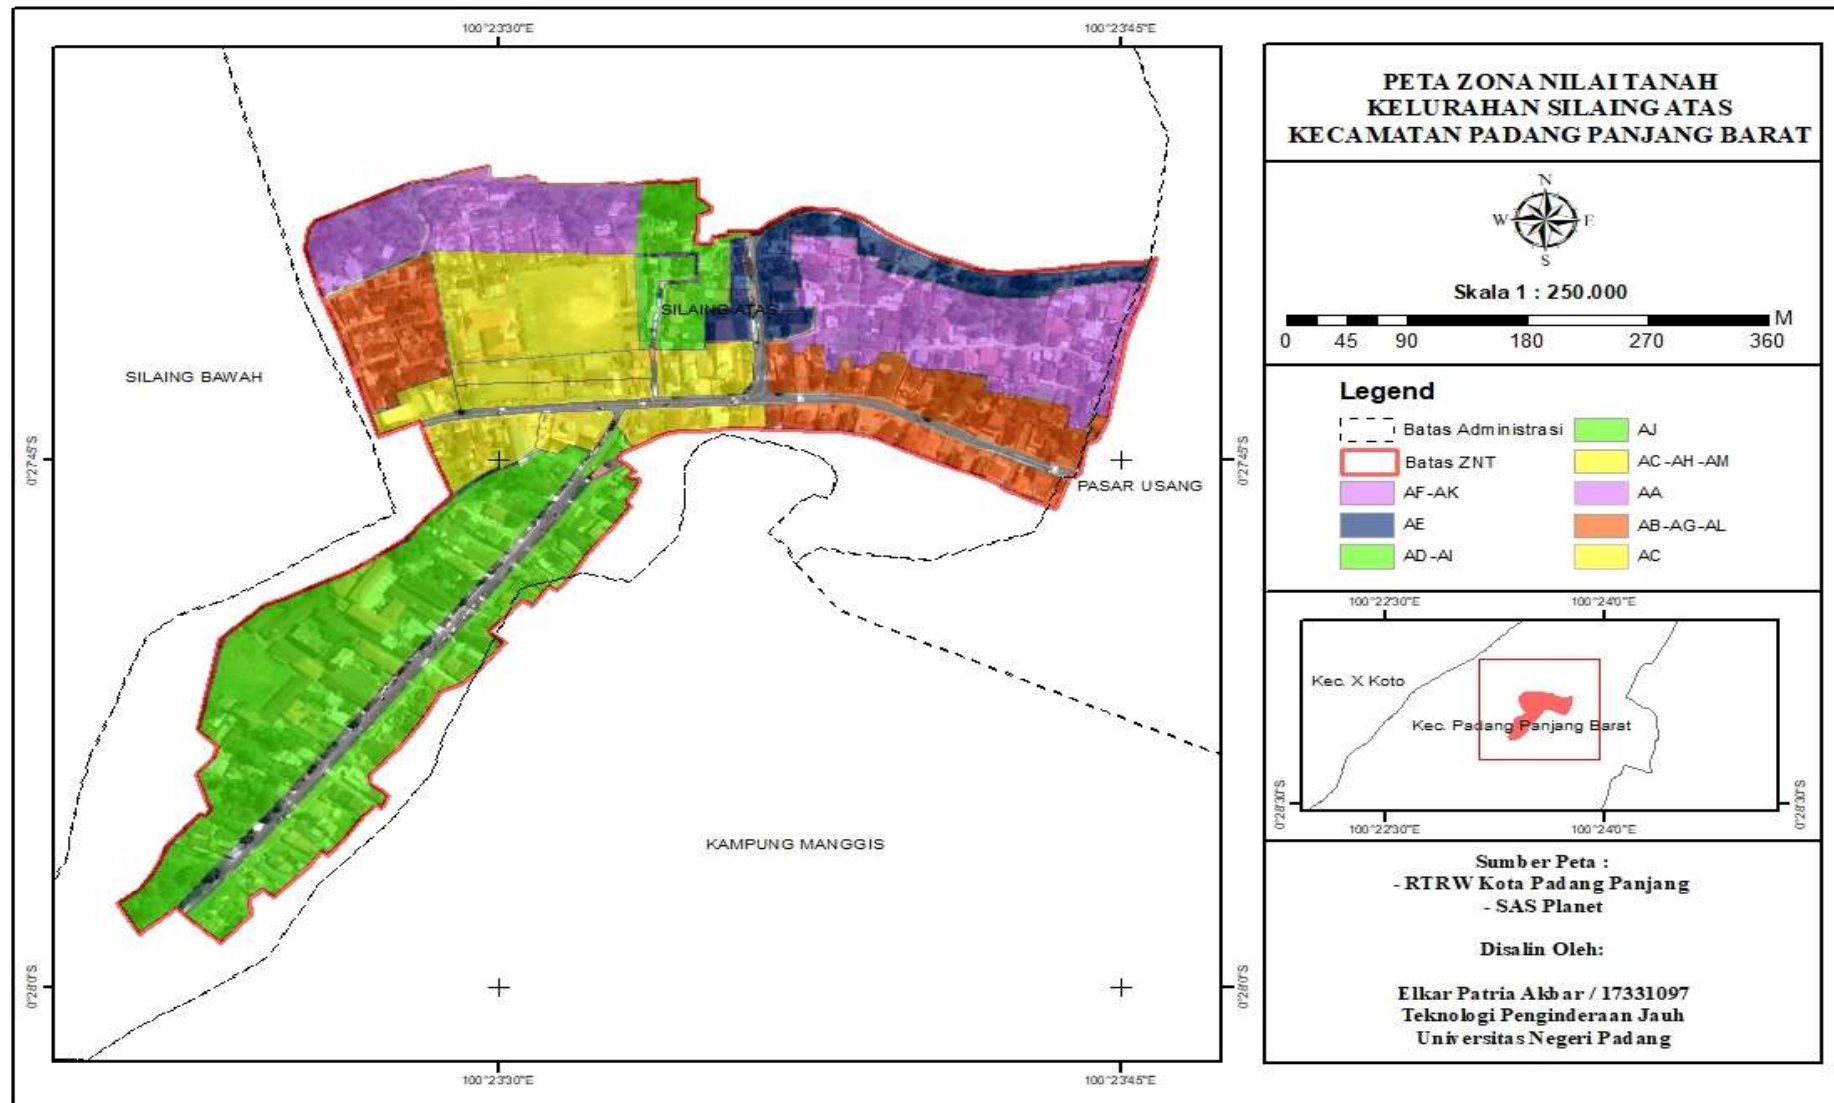 100°23'30"E
100°23'45"E
SILAING ATAS
SILAING BAWAH
0°27'45"S
0°27'45"S
PASAR USANG
KAMPUNG MANGGIS
0°28'0"S
0°28'0"S
100°23'30"E
100°23'45"E
PETA ZONA NILAI TANAH
KELURAHAN SILAING ATAS
KECAMATAN PADANG PANJANG BARAT
N
W E
S
Skala 1 : 250.000
M
0 45 90 180 270 360
Legend
Batas Administrasi
Batas ZNT
AF-AK
AE
AD-AI
AJ
AC-AH-AM
AA
AB-AG-AL
AC
100°22'30"E
100°24'0"E
Kec. X Koto
Kec. Padang Panjang Barat
0°28'30"S
0°28'30"S
100°22'30"E
100°24'0"E
Sumber Peta :
- RTRW Kota Padang Panjang
- SAS Planet
Disalin Oleh:
Elkar Patria Akbar / 17331097
Teknologi Penginderaan Jauh
Universitas Negeri Padang